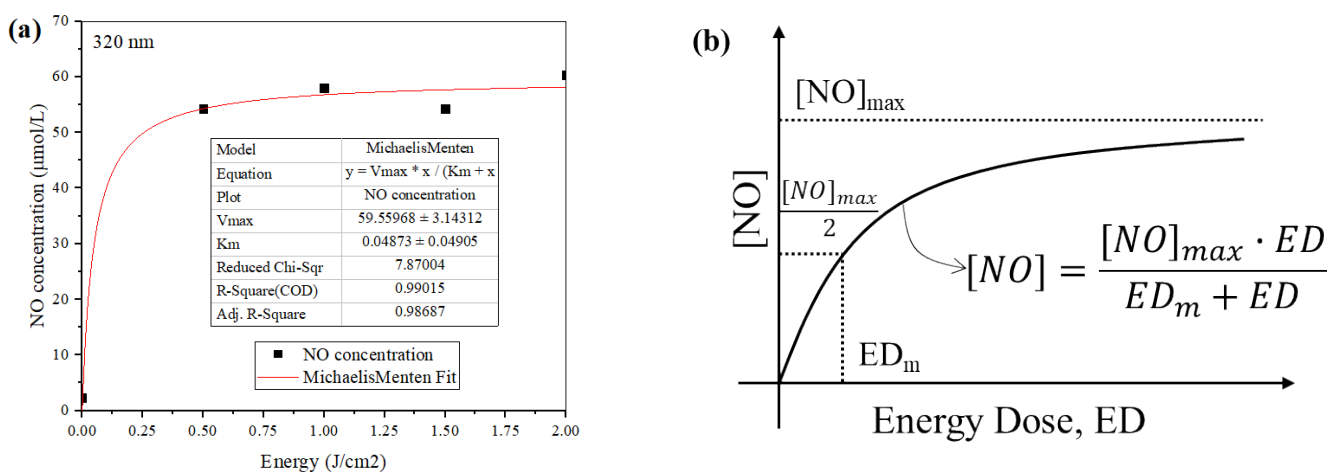 (a)
320 nm
NO concentration (μmol/L)
70
60
50
40
30
20
10
0
Model MichaelisMenten
Equation y = Vmax * x / (Km + x
Plot NO concentration
Vmax 59.55968 ± 3.14312
Km 0.04873 ± 0.04905
Reduced Chi-Sqr 7.87004
R-Square(COD) 0.99015
Adj. R-Square 0.98687
NO concentration
MichaelisMenten Fit
0.00 0.25 0.50 0.75 1.00 1.25 1.50 1.75 2.00
Energy (J/cm2)
(b)
[NO]max
[NO]
[NO]max
2
[NO] = [NO]max · ED
EDm + ED
EDm
Energy Dose, ED